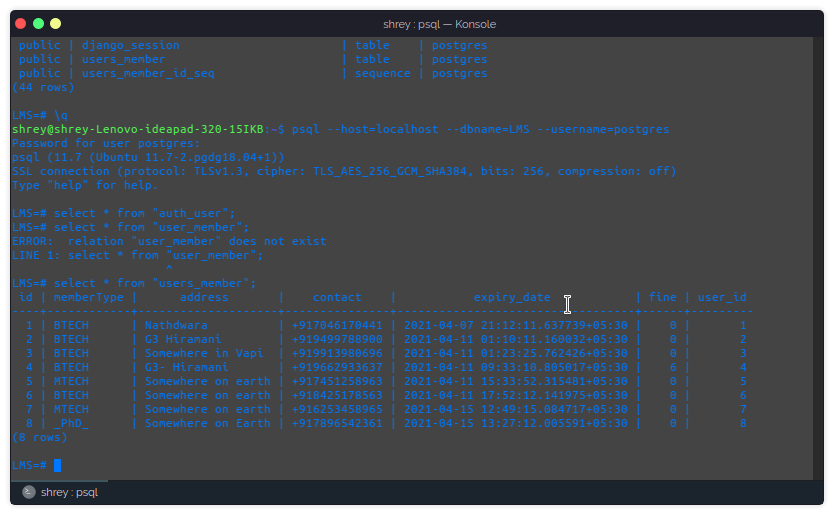 shrey : psql — Konsole
public | django_session | table | postgres
public | users_member | table | postgres
public | users_member_id_seq | sequence | postgres
(44 rows)
LMS=# \q
shrey@shrey-Lenovo-ideapad-320-15IKB:~$ psql --host=localhost --dbname=LMS --username=postgres
Password for user postgres:
psql (11.7 (Ubuntu 11.7-2.pgdg18.04+1))
SSL connection (protocol: TLSv1.3, cipher: TLS_AES_256_GCM_SHA384, bits: 256, compression: off)
Type "help" for help.
LMS=# select * from "auth_user";
LMS=# select * from "user_member";
ERROR:  relation "user_member" does not exist
LINE 1: select * from "user_member";
^
LMS=# select * from "users_member";
id | memberType | address | contact | expiry_date | fine | user_id
----+------------+--------------------+---------------+----------------------------------+------+---------
1 | BTECH | Nathdwara | +917046170441 | 2021-04-07 21:12:11.637739+05:30 | 0 | 1
2 | BTECH | G3 Hiramani | +919499788900 | 2021-04-11 01:10:11.160032+05:30 | 0 | 2
3 | BTECH | Somewhere in Vapi | +919913980696 | 2021-04-11 01:23:25.762426+05:30 | 0 | 3
4 | BTECH | G3- Hiramani | +919662933637 | 2021-04-11 09:33:10.805017+05:30 | 6 | 4
5 | MTECH | Somewhere on earth | +917451258963 | 2021-04-11 15:33:52.315481+05:30 | 0 | 5
6 | BTECH | Somewhere on earth | +918425178563 | 2021-04-11 17:52:12.141975+05:30 | 0 | 6
7 | MTECH | Somewhere on earth | +916253458965 | 2021-04-15 12:49:15.084717+05:30 | 0 | 7
8 | _PhD_ | Somewhere on Earth | +917896542361 | 2021-04-15 13:27:12.005591+05:30 | 0 | 8
(8 rows)
LMS=#
shrey : psql